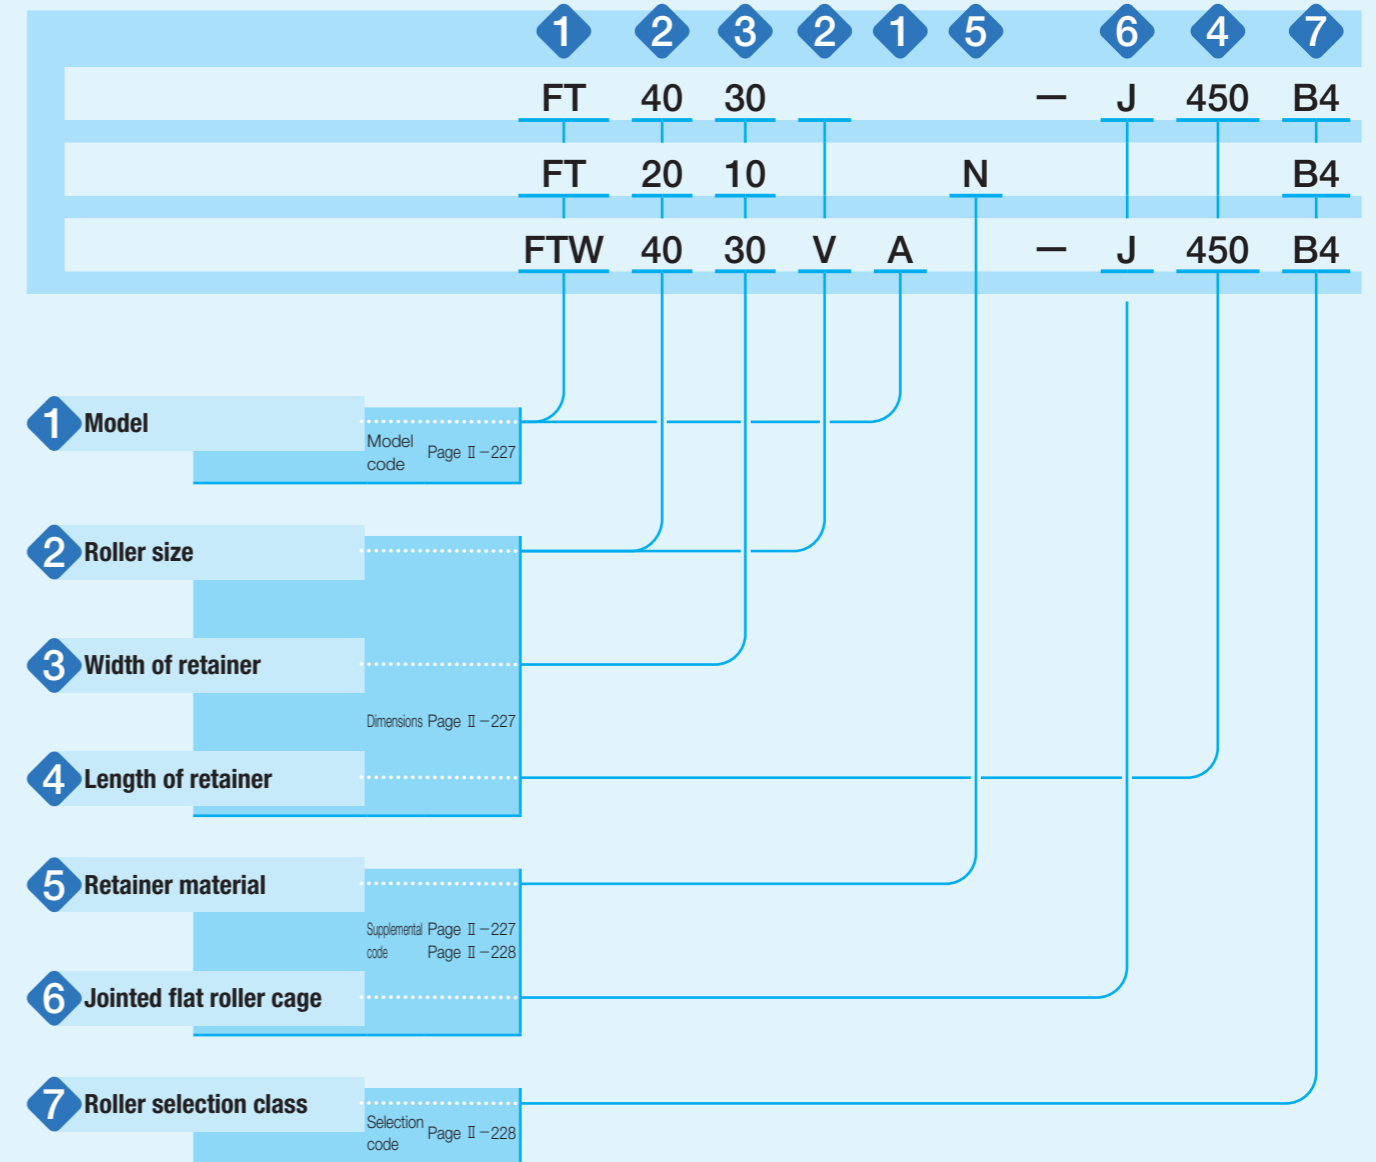 1 2 3 2 1 5 6 4 7
FT 40 30 － J 450 B4
FT 20 10 N B4
FTW 40 30 V A － J 450 B4
1 Model
Model code Page Ⅱ－227
2 Roller size
3 Width of retainer
Dimensions Page Ⅱ－227
4 Length of retainer
5 Retainer material
Supplemental Page Ⅱ－227
code Page Ⅱ－228
6 Jointed flat roller cage
7 Roller selection class
Selection code Page Ⅱ－228